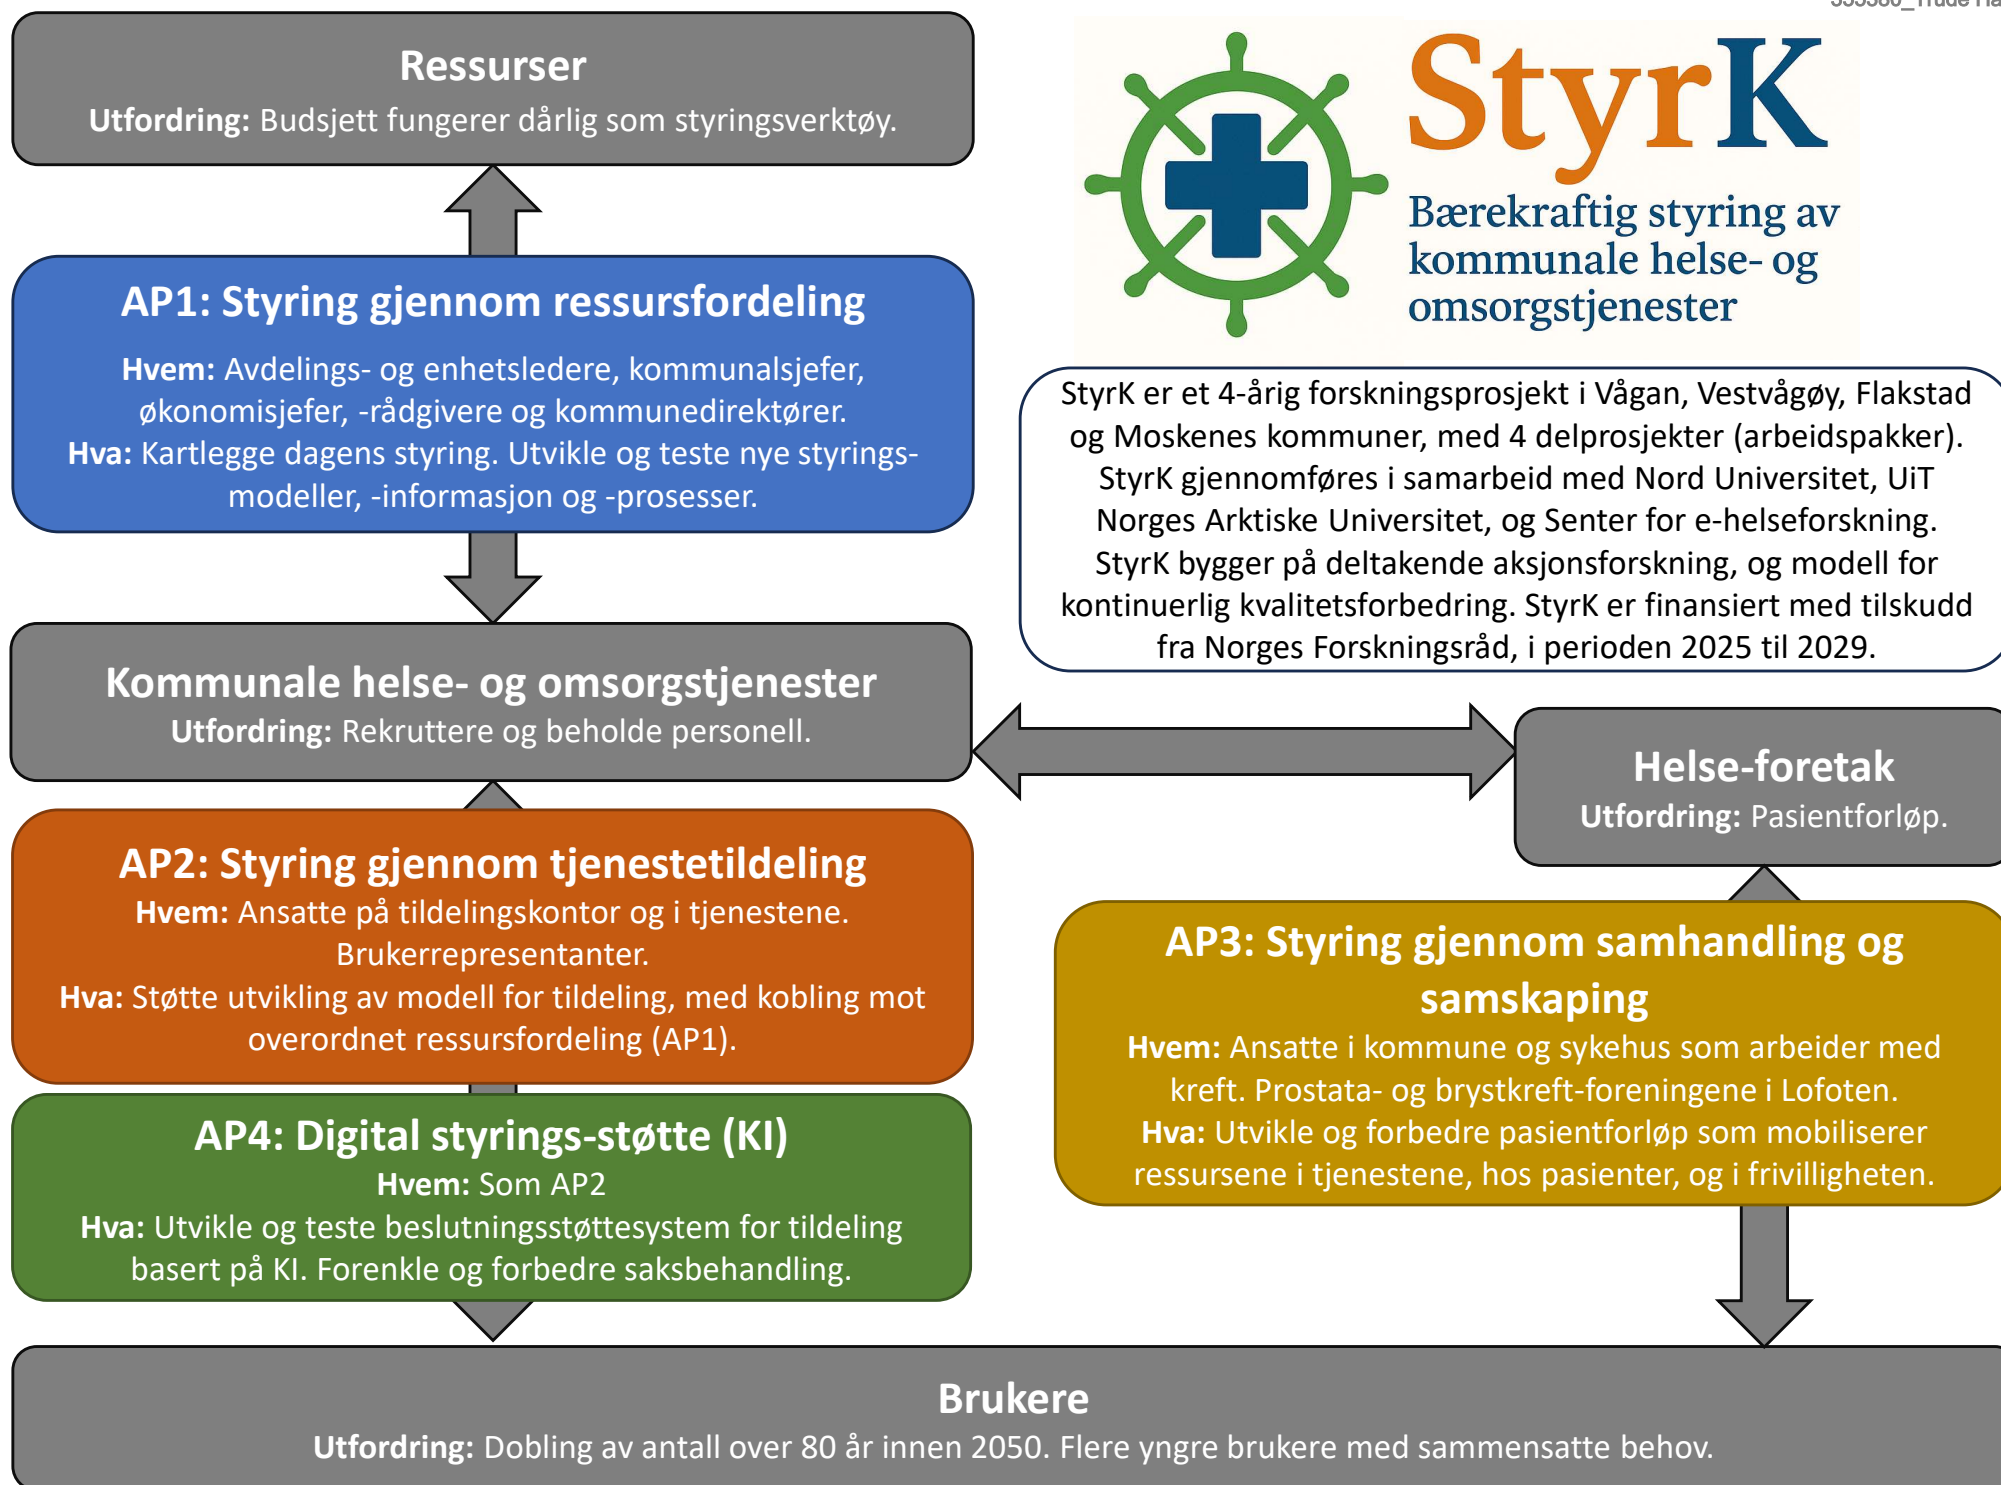 Ressurser
Utfordring: Budsjett fungerer dårlig som styringsverktøy.
StyrK
Bærekraftig styring av
kommunale helse- og
omsorgstjenester
AP1: Styring gjennom ressursfordeling
Hvem: Avdelings- og enhetsledere, kommunalsjefer,
økonomisjefer, -rådgivere og kommunedirektører.
Hva: Kartlegge dagens styring. Utvikle og teste nye styrings-
modeller, -informasjon og -prosesser.
StyrK er et 4-årig forskningsprosjekt i Vågan, Vestvågøy, Flakstad
og Moskenes kommuner, med 4 delprosjekter (arbeidspakker).
StyrK gjennomføres i samarbeid med Nord Universitet, UiT
Norges Arktiske Universitet, og Senter for e-helseforskning.
StyrK bygger på deltakende aksjonsforskning, og modell for
kontinuerlig kvalitetsforbedring. StyrK er finansiert med tilskudd
fra Norges Forskningsråd, i perioden 2025 til 2029.
Kommunale helse- og omsorgstjenester
Utfordring: Rekruttere og beholde personell.
Helse-foretak
Utfordring: Pasientforløp.
AP2: Styring gjennom tjenestetildeling
Hvem: Ansatte på tildelingskontor og i tjenestene.
Brukerrepresentanter.
Hva: Støtte utvikling av modell for tildeling, med kobling mot
overordnet ressursfordeling (AP1).
AP3: Styring gjennom samhandling og
samskaping
Hvem: Ansatte i kommune og sykehus som arbeider med
kreft. Prostata- og brystkreft-foreningene i Lofoten.
Hva: Utvikle og forbedre pasientforløp som mobiliserer
ressursene i tjenestene, hos pasienter, og i frivilligheten.
AP4: Digital styrings-støtte (KI)
Hvem: Som AP2
Hva: Utvikle og teste beslutningsstøttesystem for tildeling
basert på KI. Forenkle og forbedre saksbehandling.
Brukere
Utfordring: Dobling av antall over 80 år innen 2050. Flere yngre brukere med sammensatte behov.